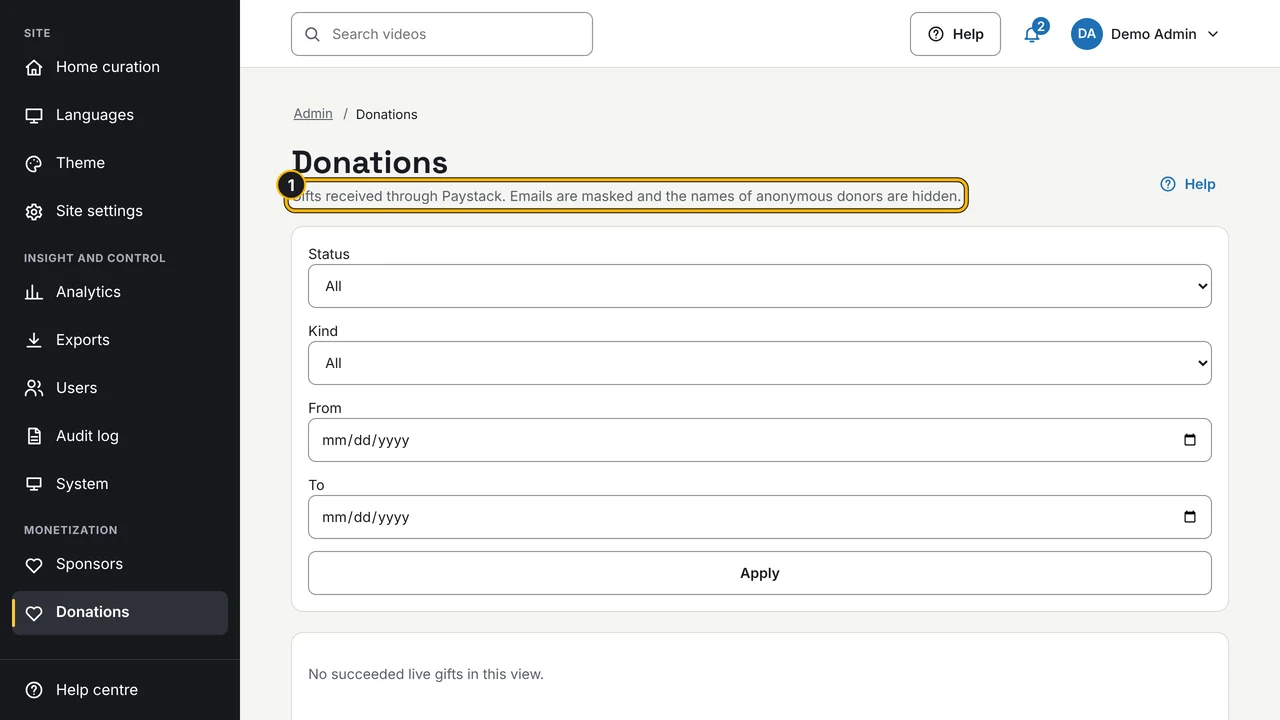 SITE
Home curation
Languages
Theme
Site settings
INSIGHT AND CONTROL
Analytics
Exports
Users
Audit log
System
MONETIZATION
Sponsors
Donations
Help centre
Search videos
Help
2
DA
Demo Admin
Admin / Donations
Donations
1
Gifts received through Paystack. Emails are masked and the names of anonymous donors are hidden.
Help
Status
All
Kind
All
From
mm/dd/yyyy
To
mm/dd/yyyy
Apply
No succeeded live gifts in this view.